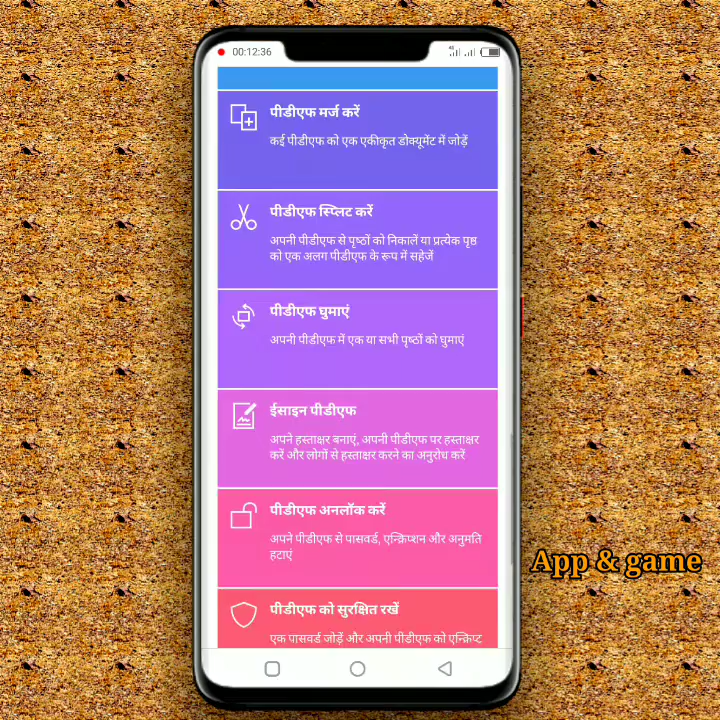 00:12:36
4G
पीडीएफ मर्ज करें
कई पीडीएफ को एक एकीकृत डोक्यूमेंट में जोड़ें
पीडीएफ स्प्लिट करें
अपनी पीडीएफ से पृष्ठों को निकालें या प्रत्येक पृष्ठ
को एक अलग पीडीएफ के रूप में सहेजें
पीडीएफ घुमाएं
अपनी पीडीएफ में एक या सभी पृष्ठों को घुमाएं
ईसाइन पीडीएफ
अपने हस्ताक्षर बनाएं, अपनी पीडीएफ पर हस्ताक्षर
करें और लोगों से हस्ताक्षर करने का अनुरोध करें
पीडीएफ अनलॉक करें
अपने पीडीएफ से पासवर्ड, एन्क्रिप्शन और अनुमति
हटाएं
App & game
पीडीएफ को सुरक्षित रखें
एक पासवर्ड जोड़ें और अपनी पीडीएफ को एन्क्रिप्ट